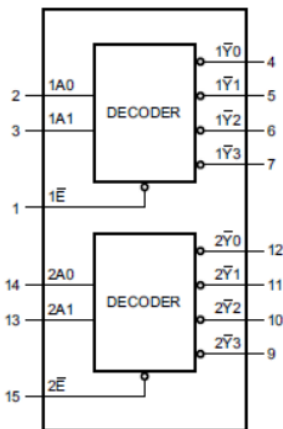 1Y̅0 4
2 1A0
1Y̅1 5
3 1A1 DECODER
1Y̅2 6
1Y̅3 7
1 1E̅
2Y̅0 12
14 2A0
2Y̅1 11
13 2A1 DECODER
2Y̅2 10
2Y̅3 9
15 2E̅